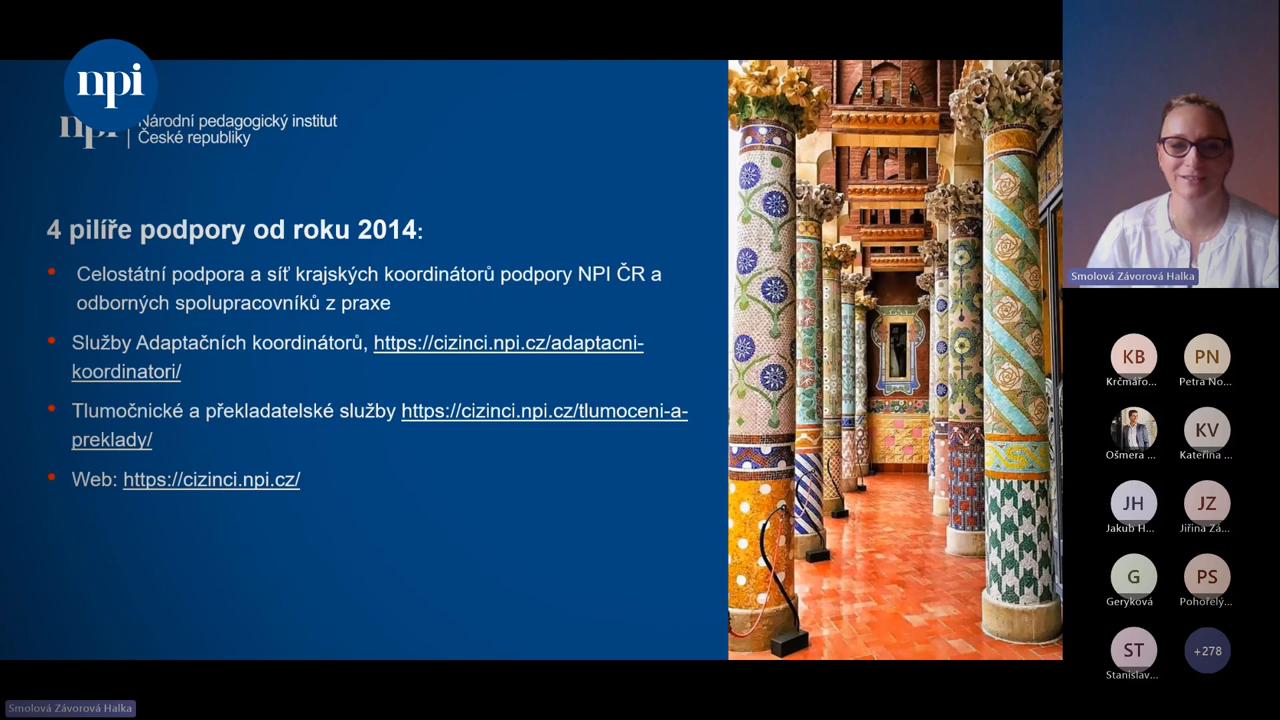 npi
npi
Národní pedagogický institut
České republiky
4 pilíře podpory od roku 2014:
Celostátní podpora a síť krajských koordinátorů podpory NPI ČR a
odborných spolupracovníků z praxe
Služby Adaptačních koordinátorů, https://cizinci.npi.cz/adaptacni-
koordinatori/
Tlumočnické a překladatelské služby https://cizinci.npi.cz/tlumoceni-a-
preklady/
Web: https://cizinci.npi.cz/
Smolová Závorová Halka
KB
PN
Krčmářo...
Petra No...
KV
Ošmera ...
Kateřina ...
JH
JZ
Jakub H...
Jiřina Zá...
G
PS
Geryková
Pohořelý...
ST
+278
Stanislav...
Smolová Závorová Halka